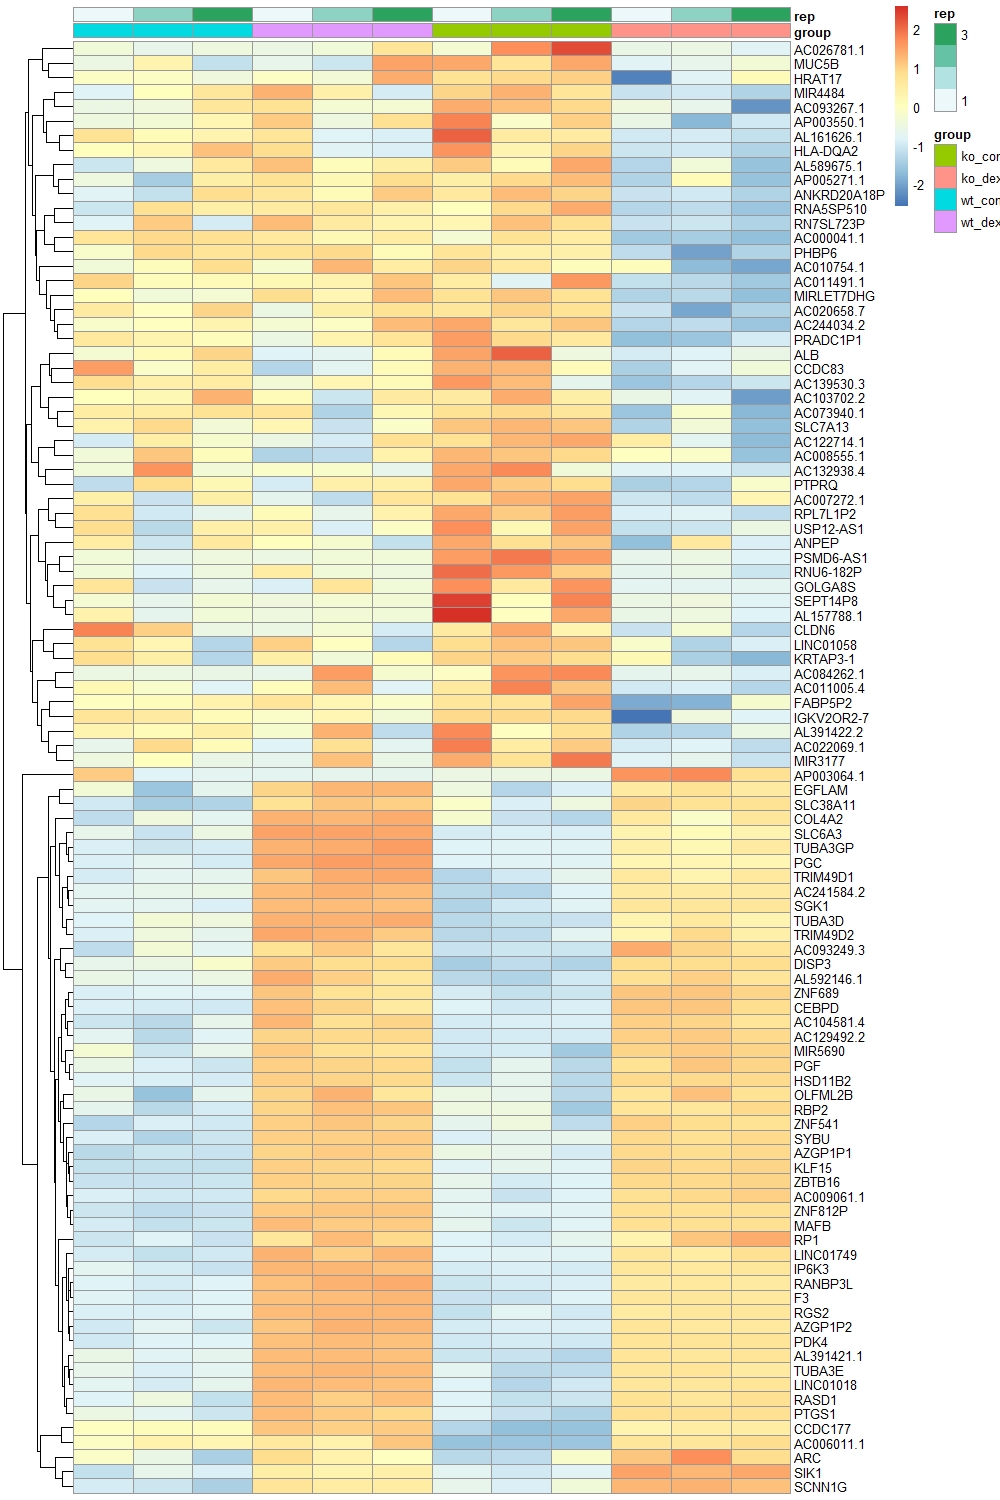 rep
group
AC026781.1
MUC5B
HRAT17
MIR4484
AC093267.1
AP003550.1
AL161626.1
HLA-DQA2
AL589675.1
AP005271.1
ANKRD20A18P
RNA5SP510
RN7SL723P
AC000041.1
PHBP6
AC010754.1
AC011491.1
MIRLET7DHG
AC020658.7
AC244034.2
PRADC1P1
ALB
CCDC83
AC139530.3
AC103702.2
AC073940.1
SLC7A13
AC122714.1
AC008555.1
AC132938.4
PTPRQ
AC007272.1
RPL7L1P2
USP12-AS1
ANPEP
PSMD6-AS1
RNU6-182P
GOLGA8S
SEPT14P8
AL157788.1
CLDN6
LINC01058
KRTAP3-1
AC084262.1
AC011005.4
FABP5P2
IGKV2OR2-7
AL391422.2
AC022069.1
MIR3177
AP003064.1
EGFLAM
SLC38A11
COL4A2
SLC6A3
TUBA3GP
PGC
TRIM49D1
AC241584.2
SGK1
TUBA3D
TRIM49D2
AC093249.3
DISP3
AL592146.1
ZNF689
CEBPD
AC104581.4
AC129492.2
MIR5690
PGF
HSD11B2
OLFML2B
RBP2
ZNF541
SYBU
AZGP1P1
KLF15
ZBTB16
AC009061.1
ZNF812P
MAFB
RP1
LINC01749
IP6K3
RANBP3L
F3
RGS2
AZGP1P2
PDK4
AL391421.1
TUBA3E
LINC01018
RASD1
PTGS1
CCDC177
AC006011.1
ARC
SIK1
SCNN1G
2
1
0
-1
-2
rep
3
1
group
ko_con
ko_dex
wt_con
wt_dex